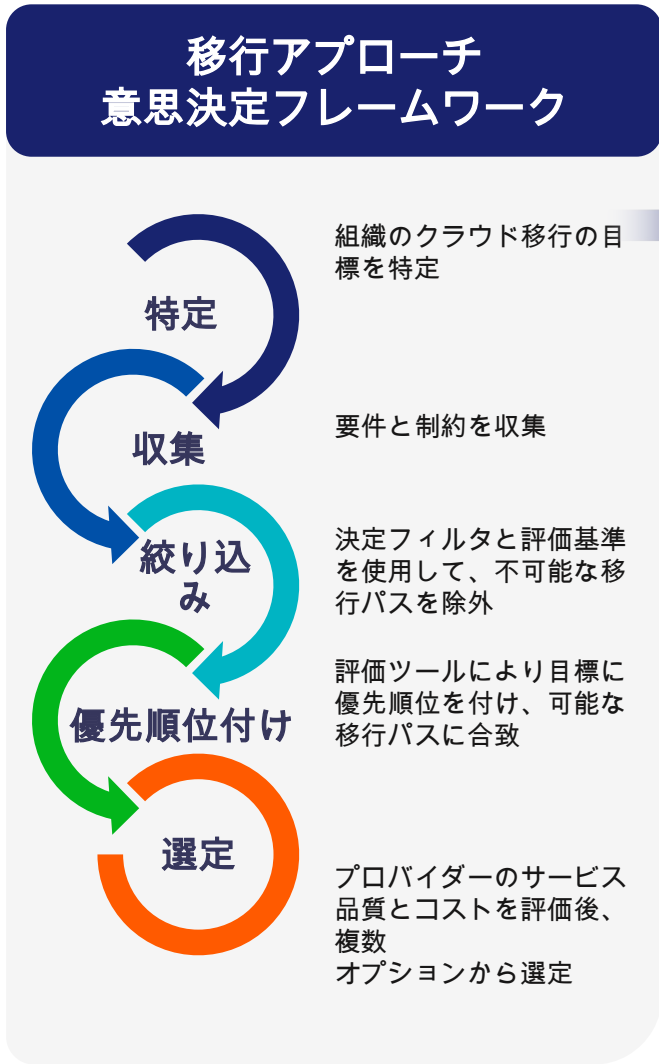 移行アプローチ
意思決定フレームワーク
特定
組織のクラウド移行の目
標を特定
収集
要件と制約を収集
絞り込
み
決定フィルタと評価基準
を使用して、不可能な移
行パスを除外
優先順位付け
評価ツールにより目標に
優先順位を付け、可能な
移行パスに合致
選定
プロバイダーのサービス
品質とコストを評価後、
複数
オプションから選定